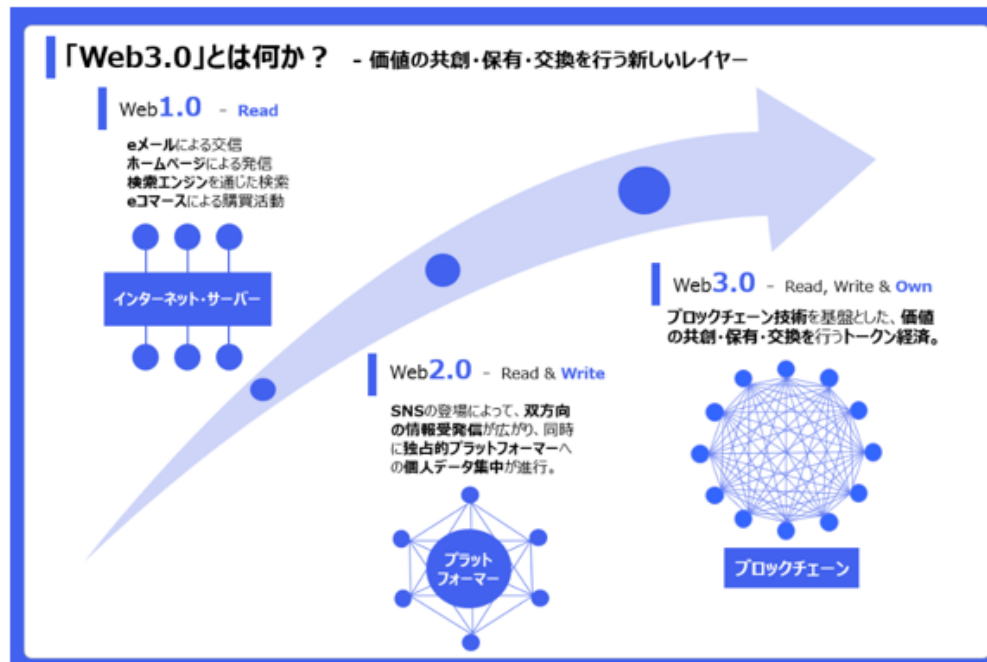 「Web3.0」とは何か？ - 価値の共創・保有・交換を行う新しいレイヤー
Web1.0 - Read
eメールによる交信
ホームページによる発信
検索エンジンを通じた検索
eコマースによる購買活動
インターネット・サーバー
Web2.0 - Read & Write
SNSの登場によって、双方向
の情報受発信が広がり、同時
に独占的プラットフォーマーへ
の個人データ集中が進行。
プラット
フォーマー
Web3.0 - Read, Write & Own
ブロックチェーン技術を基盤とした、価値
の共創・保有・交換を行うトークン経済。
ブロックチェーン